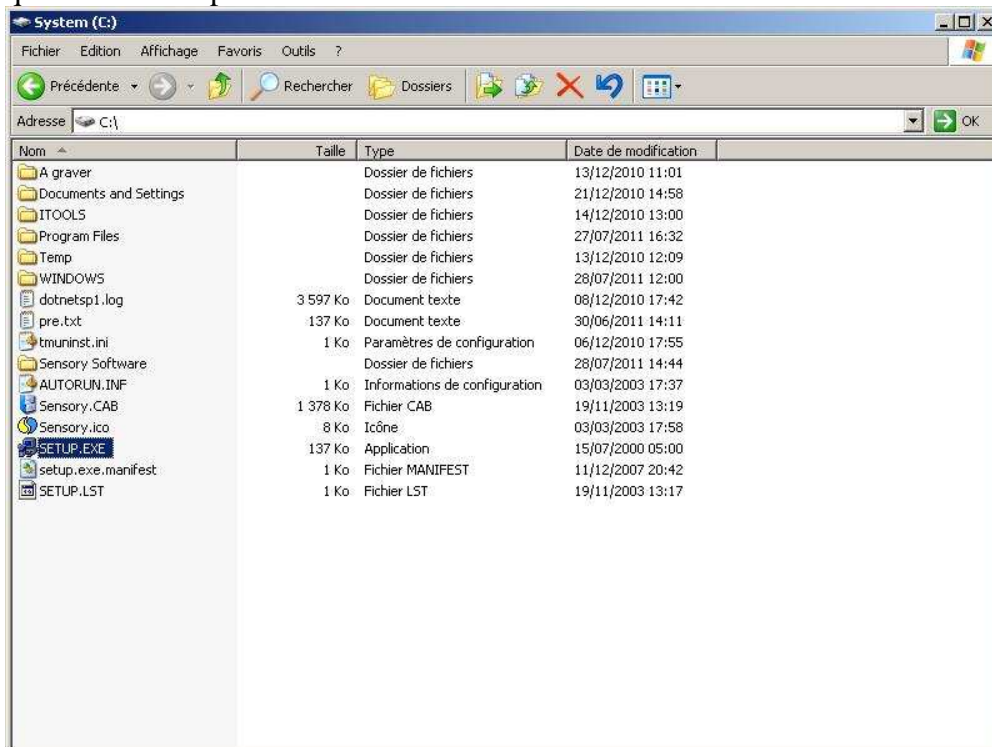 System (C:)
Fichier Edition Affichage Favoris Outils ?
Précédente Rechercher Dossiers
Adresse C:\ OK
Nom Taille Type Date de modification
A graver Dossier de fichiers 13/12/2010 11:01
Documents and Settings Dossier de fichiers 21/12/2010 14:58
ITOOLS Dossier de fichiers 14/12/2010 13:00
Program Files Dossier de fichiers 27/07/2011 16:32
Temp Dossier de fichiers 13/12/2010 12:09
WINDOWS Dossier de fichiers 28/07/2011 12:00
dotnetsp1.log 3 597 Ko Document texte 08/12/2010 17:42
pre.txt 137 Ko Document texte 30/06/2011 14:11
tmuninst.ini 1 Ko Paramètres de configuration 06/12/2010 17:55
Sensory Software Dossier de fichiers 28/07/2011 14:44
AUTORUN.INF 1 Ko Informations de configuration 03/03/2003 17:37
Sensory.CAB 1 378 Ko Fichier CAB 19/11/2003 13:19
Sensory.ico 8 Ko Icône 03/03/2003 17:58
SETUP.EXE 137 Ko Application 15/07/2000 05:00
setup.exe.manifest 1 Ko Fichier MANIFEST 11/12/2007 20:42
SETUP.LST 1 Ko Fichier LST 19/11/2003 13:17